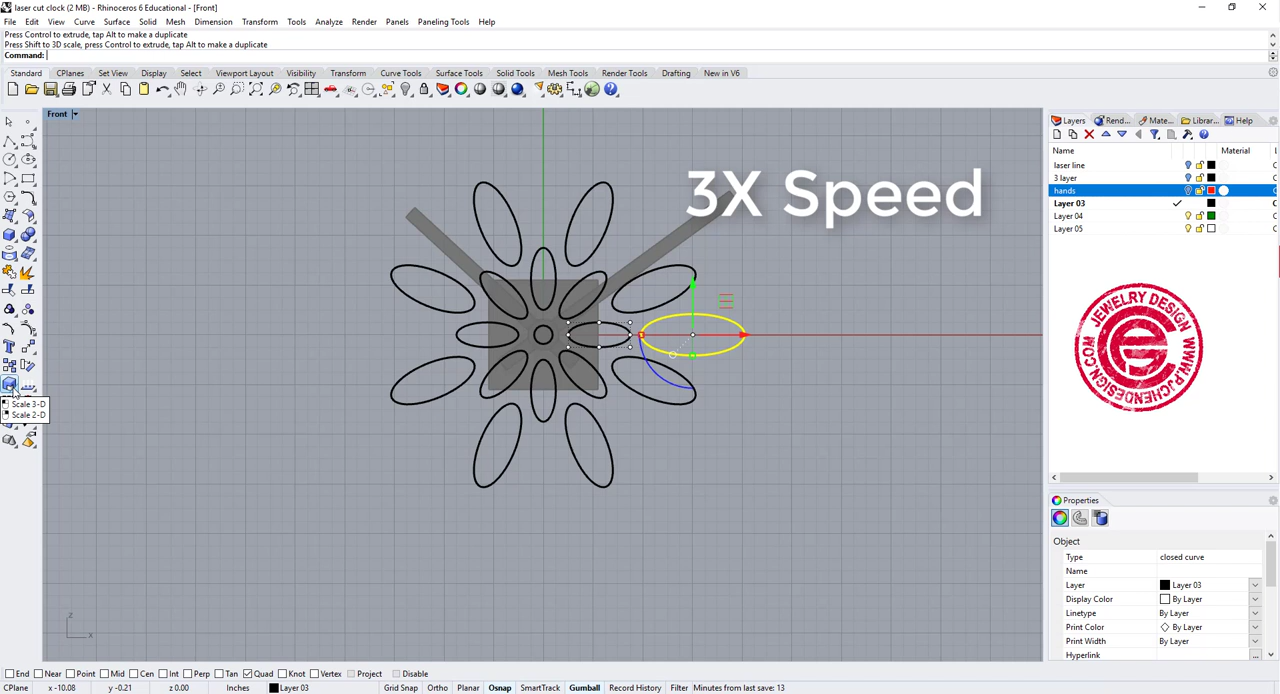 laser cut clock (2 MB) - Rhinoceros 6 Educational - [Front]
File Edit View Curve Surface Solid Mesh Dimension Transform Tools Analyze Render Panels Paneling Tools Help
Press Control to extrude, tap Alt to make a duplicate
Press Shift to 3D scale, press Control to extrude, tap Alt to make a duplicate
Command:
Standard CPlanes Set View Display Select Viewport Layout Visibility Transform Curve Tools Surface Tools Solid Tools Mesh Tools Render Tools Drafting New in V6
Front
Layers Rend... Mate... Librar... Help
Name Material
laser line
3 layer
hands
Layer 03
Layer 04
Layer 05
3X Speed
JEWELRY DESIGN
WWW.PJCHENDESIGN.COM
Scale 3-D
Scale 2-D
Properties
Object
Type closed curve
Name
Layer Layer 03
Display Color By Layer
Linetype By Layer
Print Color By Layer
Print Width By Layer
Hyperlink ...
z
x
End Near Point Mid Cen Int Perp Tan Quad Knot Vertex Project Disable
CPlane x -10.08 y -0.21 z 0.00 Inches Layer 03 Grid Snap Ortho Planar Osnap SmartTrack Gumball Record History Filter Minutes from last save: 13